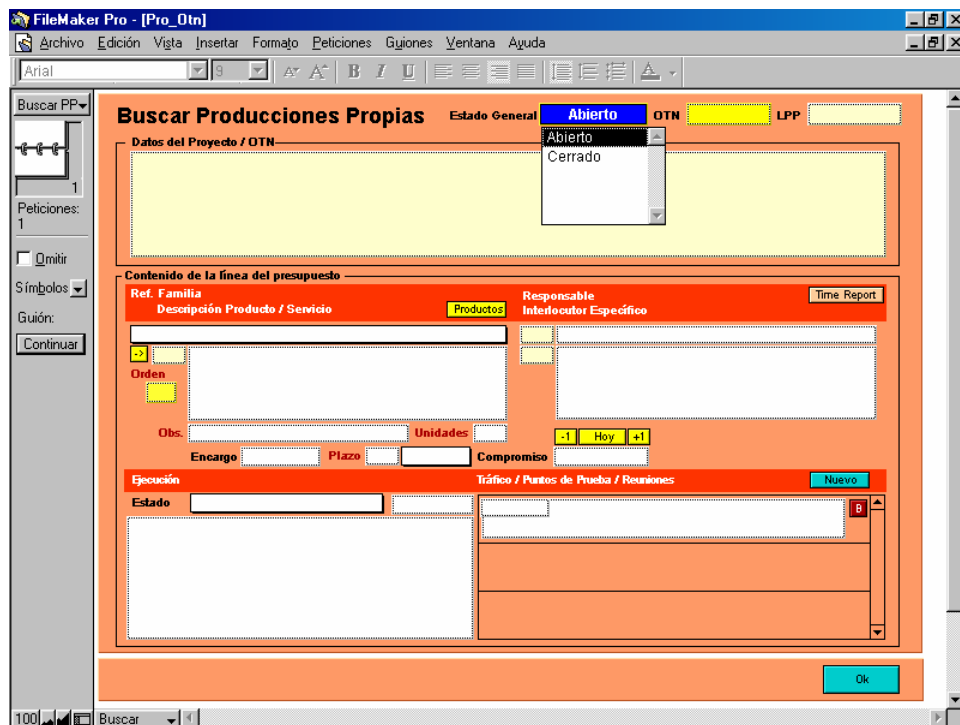 FileMaker Pro - [Pro_Otn]
Archivo Edición Vista Insertar Formato Peticiones Guiones Ventana Ayuda
Arial 9 B I U A
Buscar PP
1
Peticiones:
1
Omitir
Símbolos
Guión:
Continuar
Buscar Producciones Propias Estado General Abierto OTN LPP
Abierto
Cerrado
Datos del Proyecto / OTN
Contenido de la línea del presupuesto
Ref. Familia
Descripción Producto / Servicio Productos
Responsable
Interlocutor Específico
Time Report
->
Orden
Obs. Unidades
-1 Hoy +1
Encargo Plazo Compromiso
Ejecución Tráfico / Puntos de Prueba / Reuniones Nuevo
Estado
B
Ok
100 Buscar